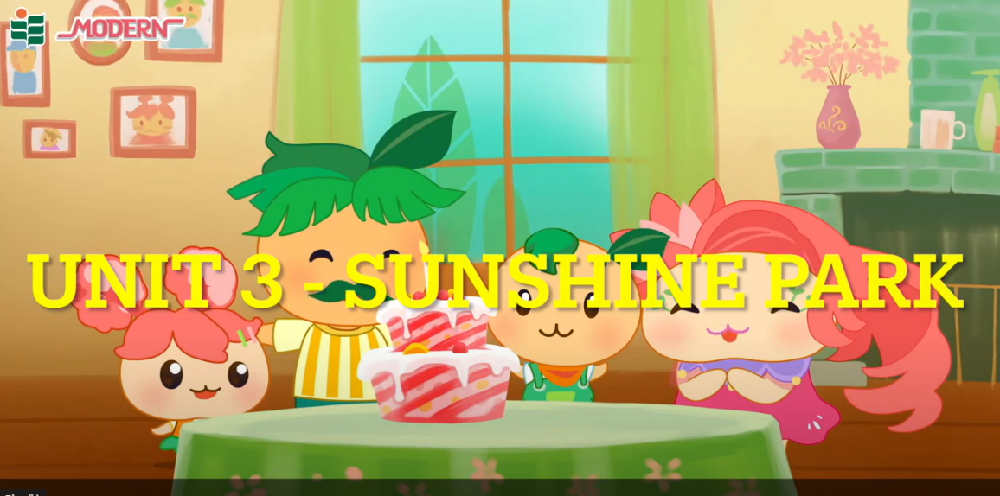 MODERN
UNIT 3 - SUNSHINE PARK